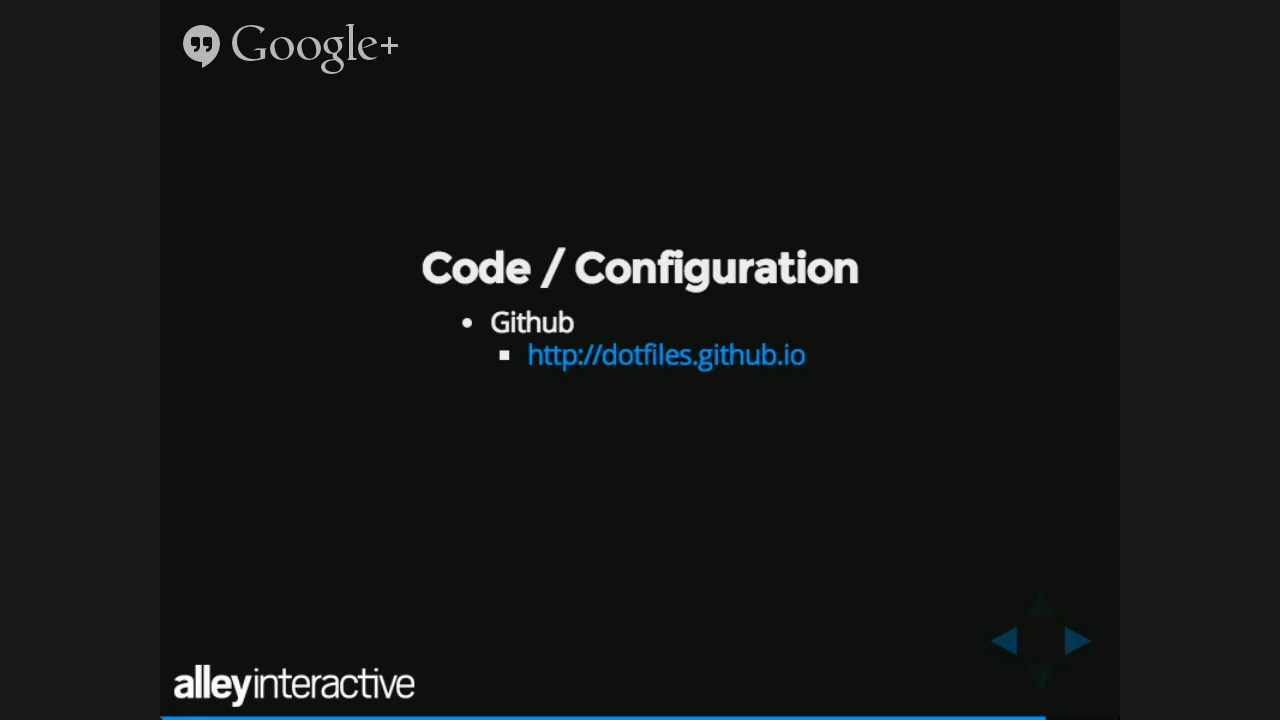 Google+
Code / Configuration
Github
http://dotfiles.github.io
alleyinteractive